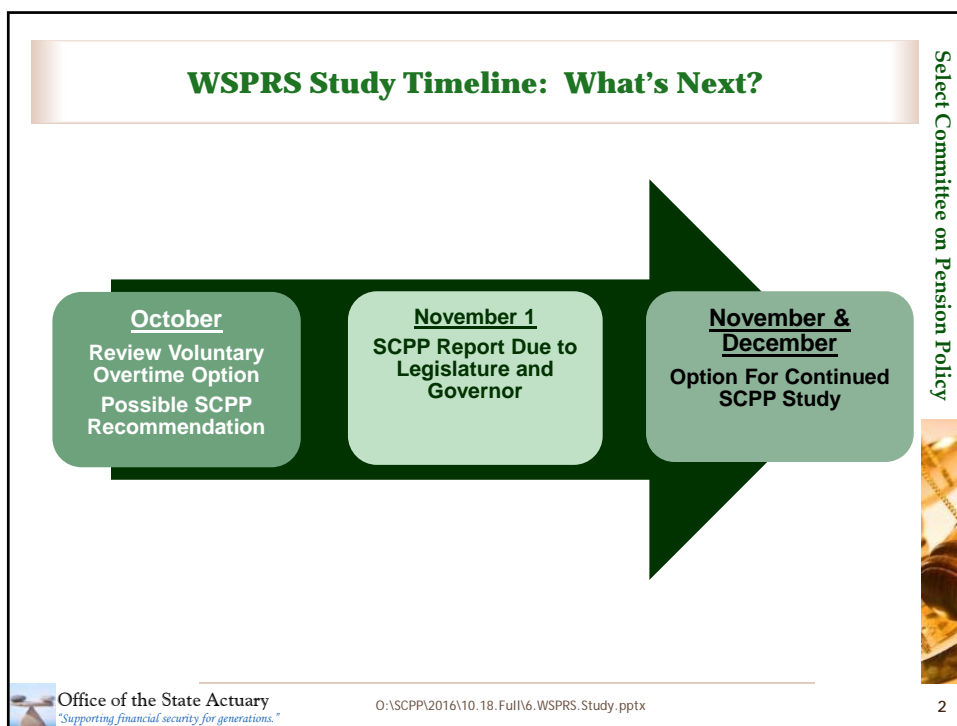 WSPRS Study Timeline:  What's Next?
October
Review Voluntary
Overtime Option
Possible SCPP
Recommendation
November 1
SCPP Report Due to
Legislature and
Governor
November &
December
Option For Continued
SCPP Study
Select Committee on Pension Policy
Office of the State Actuary
"Supporting financial security for generations."
O:\SCPP\2016\10.18.Full\6.WSPRS.Study.pptx
2